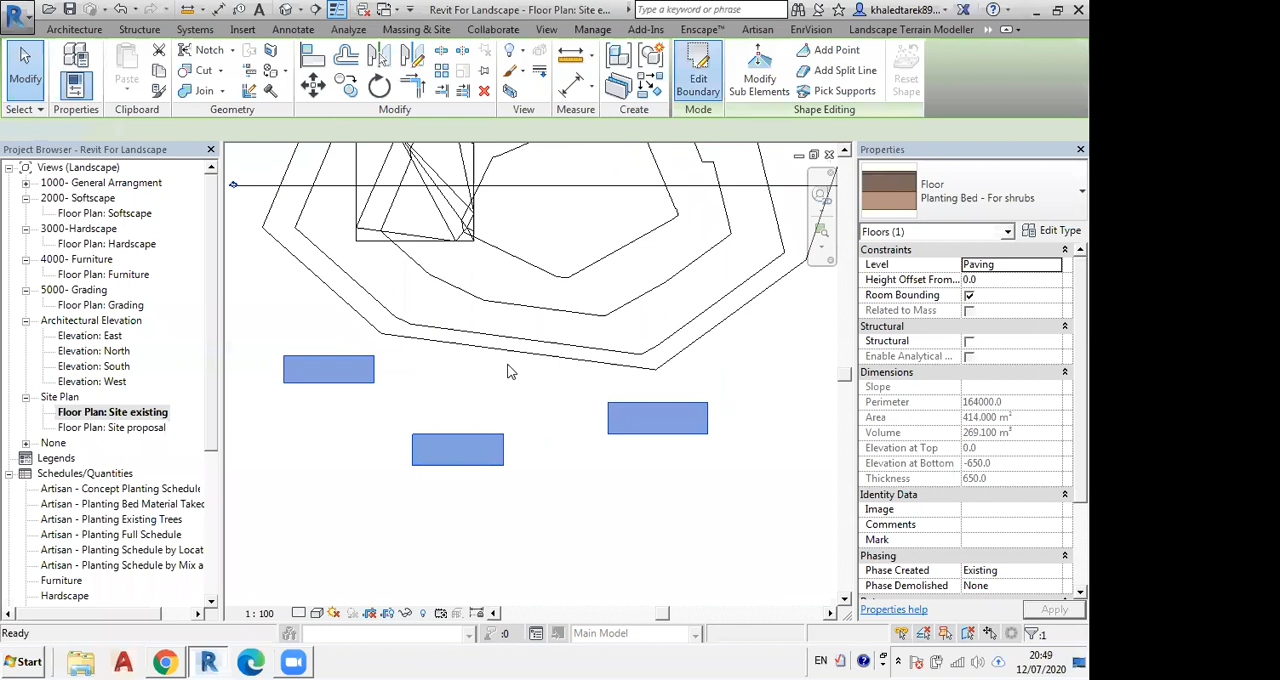 Revit For Landscape - Floor Plan: Site e...
Type a keyword or phrase
khaledtarek89...
Architecture Structure Systems Insert Annotate Analyze Massing & Site Collaborate View Manage Add-Ins Enscape™ Artisan EnVision Landscape Terrain Modeller
Modify
Select
Properties
Paste
Clipboard
Notch
Cut
Join
Geometry
Modify
View
Measure
Create
Edit
Boundary
Mode
Modify
Sub Elements
Add Point
Add Split Line
Pick Supports
Reset
Shape
Shape Editing
Project Browser - Revit For Landscape
Views (Landscape)
1000- General Arrangment
2000- Softscape
Floor Plan: Softscape
3000-Hardscape
Floor Plan: Hardscape
4000- Furniture
Floor Plan: Furniture
5000- Grading
Floor Plan: Grading
Architectural Elevation
Elevation: East
Elevation: North
Elevation: South
Elevation: West
Site Plan
Floor Plan: Site existing
Floor Plan: Site proposal
None
Legends
Schedules/Quantities
Artisan - Concept Planting Schedule
Artisan - Planting Bed Material Takec
Artisan - Planting Existing Trees
Artisan - Planting Full Schedule
Artisan - Planting Schedule by Locat
Artisan - Planting Schedule by Mix a
Furniture
Hardscape
Properties
Floor
Planting Bed - For shrubs
Floors (1)
Edit Type
Constraints
Level Paving
Height Offset From... 0.0
Room Bounding
Related to Mass
Structural
Structural
Enable Analytical ...
Dimensions
Slope
Perimeter 164000.0
Area 414.000 m²
Volume 269.100 m³
Elevation at Top 0.0
Elevation at Bottom -650.0
Thickness 650.0
Identity Data
Image
Comments
Mark
Phasing
Phase Created Existing
Phase Demolished None
Properties help
Apply
1 : 100
Ready
:0
Main Model
:1
Start
EN
20:49
12/07/2020